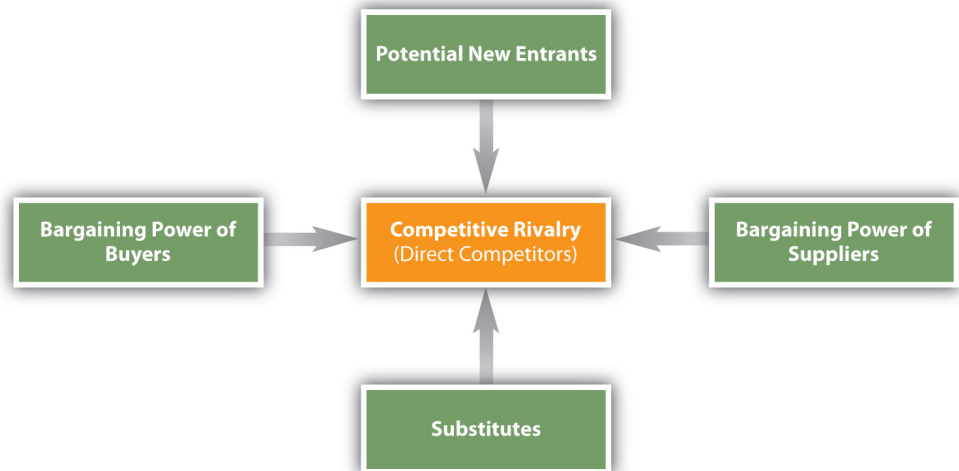 Potential New Entrants
Bargaining Power of
Buyers
Competitive Rivalry
(Direct Competitors)
Bargaining Power of
Suppliers
Substitutes